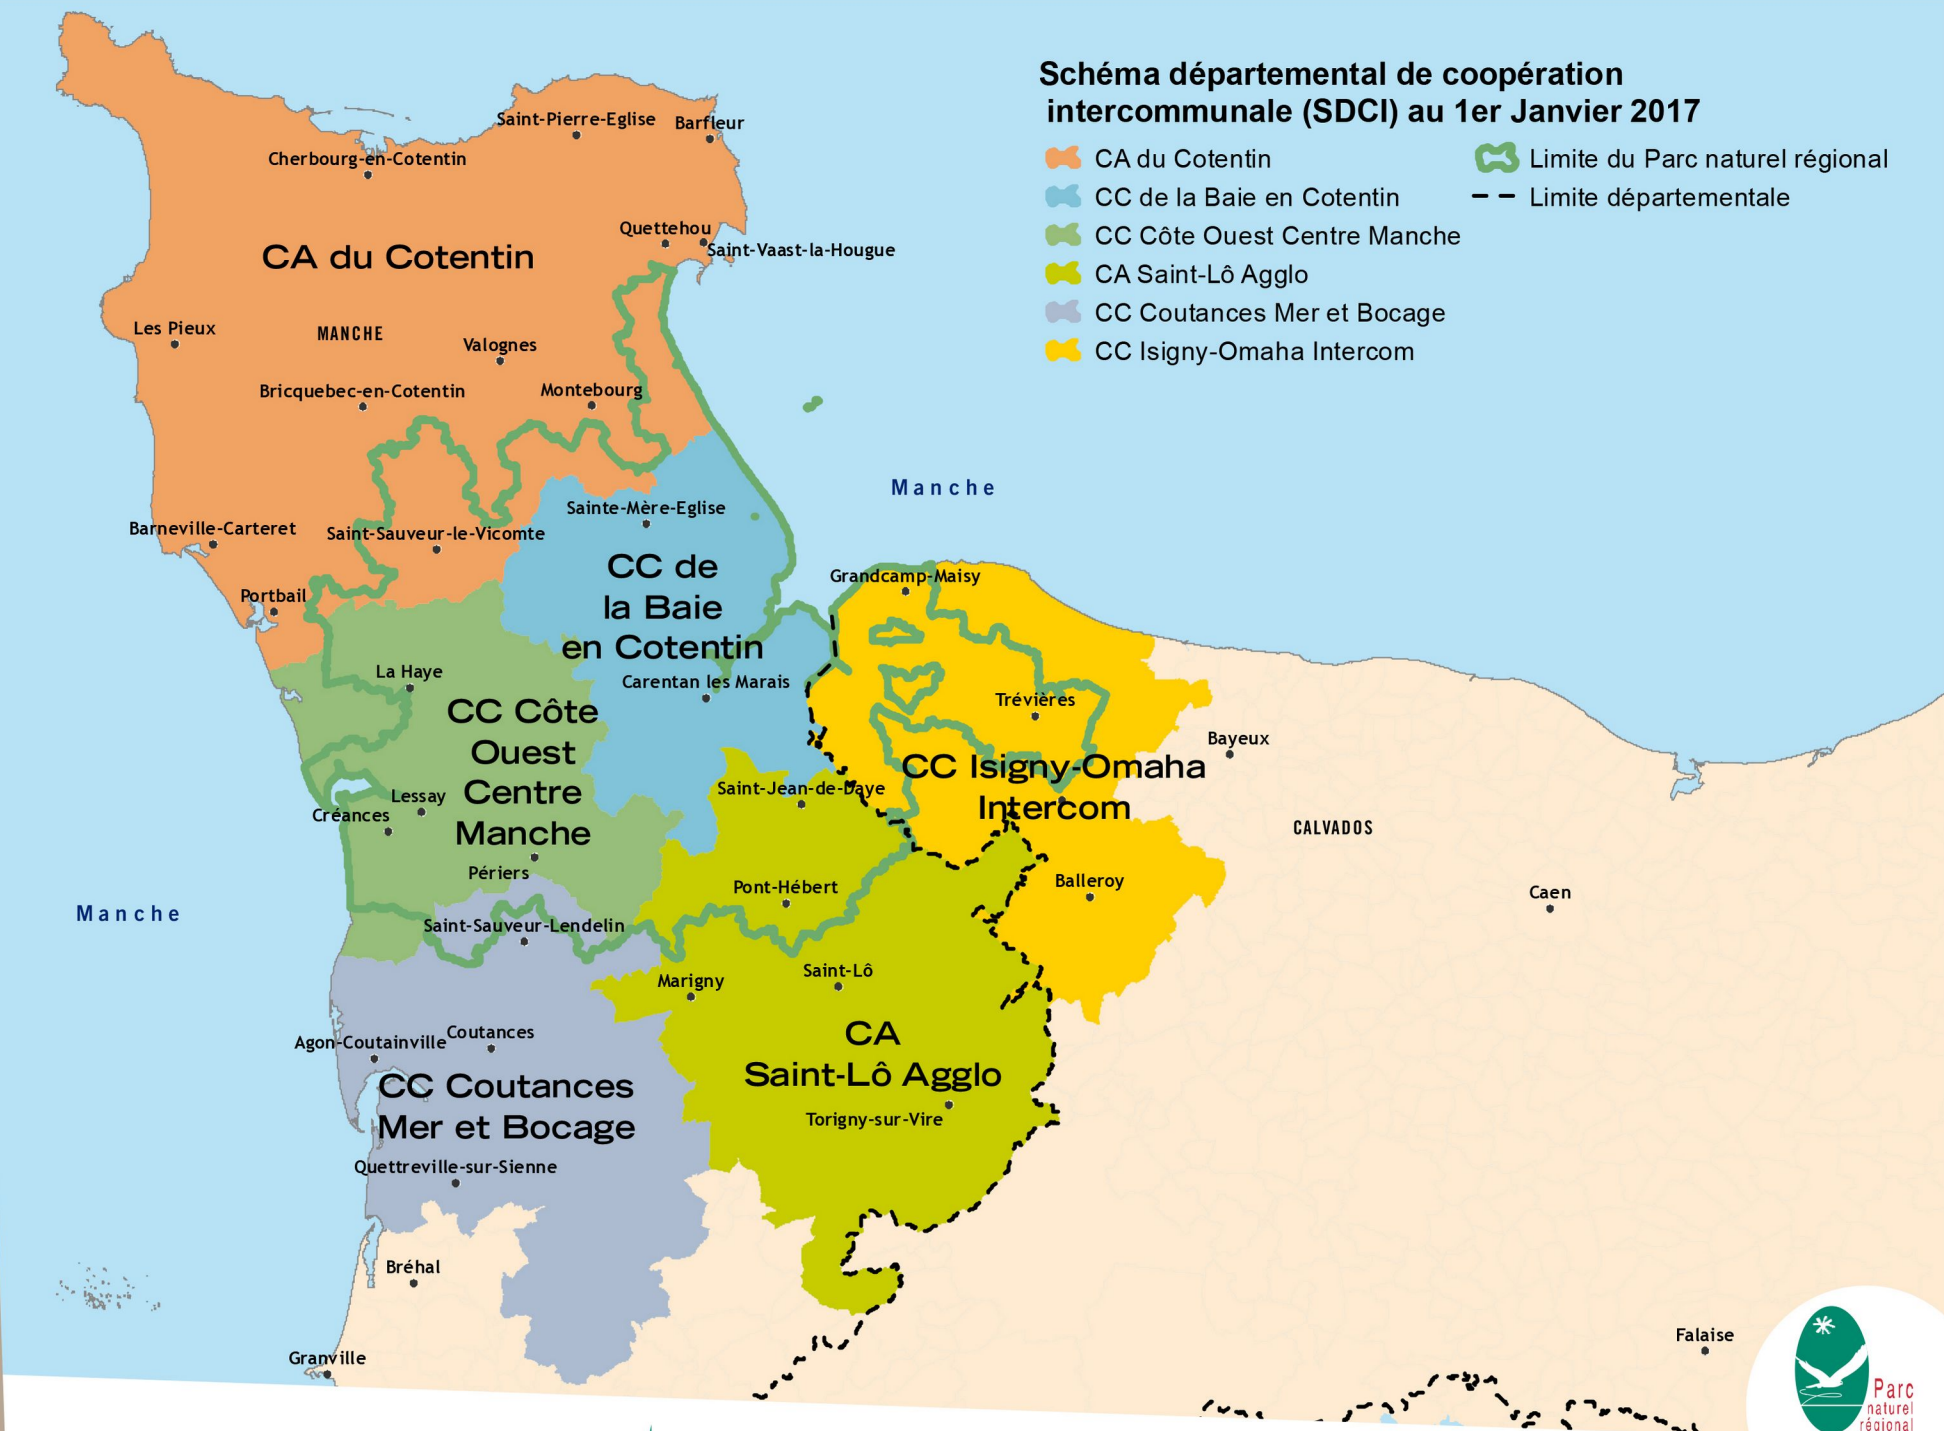 Schéma départemental de coopération
intercommunale (SDCI) au 1er Janvier 2017
CA du Cotentin
CC de la Baie en Cotentin
CC Côte Ouest Centre Manche
CA Saint-Lô Agglo
CC Coutances Mer et Bocage
CC Isigny-Omaha Intercom
Limite du Parc naturel régional
Limite départementale
Saint-Pierre-Eglise
Barfleur
Cherbourg-en-Cotentin
Quettehou
Saint-Vaast-la-Hougue
CA du Cotentin
Les Pieux
MANCHE
Valognes
Bricquebec-en-Cotentin
Montebourg
Manche
Sainte-Mère-Eglise
Barneville-Carteret
Saint-Sauveur-le-Vicomte
CC de
la Baie
en Cotentin
Grandcamp-Maisy
Portbail
La Haye
Carentan les Marais
Trévières
CC Côte
Ouest
Centre
Manche
Bayeux
CC Isigny-Omaha
Intercom
Saint-Jean-de-Daye
Lessay
Créances
CALVADOS
Périers
Pont-Hébert
Balleroy
Caen
Manche
Saint-Sauveur-Lendelin
Marigny
Saint-Lô
CA
Saint-Lô Agglo
Coutances
Agon-Coutainville
CC Coutances
Mer et Bocage
Torigny-sur-Vire
Quettreville-sur-Sienne
Bréhal
Granville
Falaise
Parc
naturel
régional